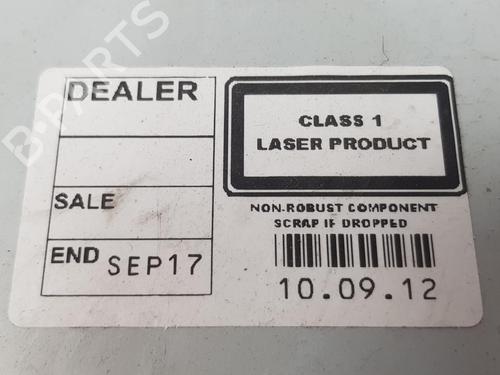 B-PARTS
DEALER
SALE
END SEP17
CLASS 1
LASER PRODUCT
NON-ROBUST COMPONENT
SCRAP IF DROPPED
10.09.12